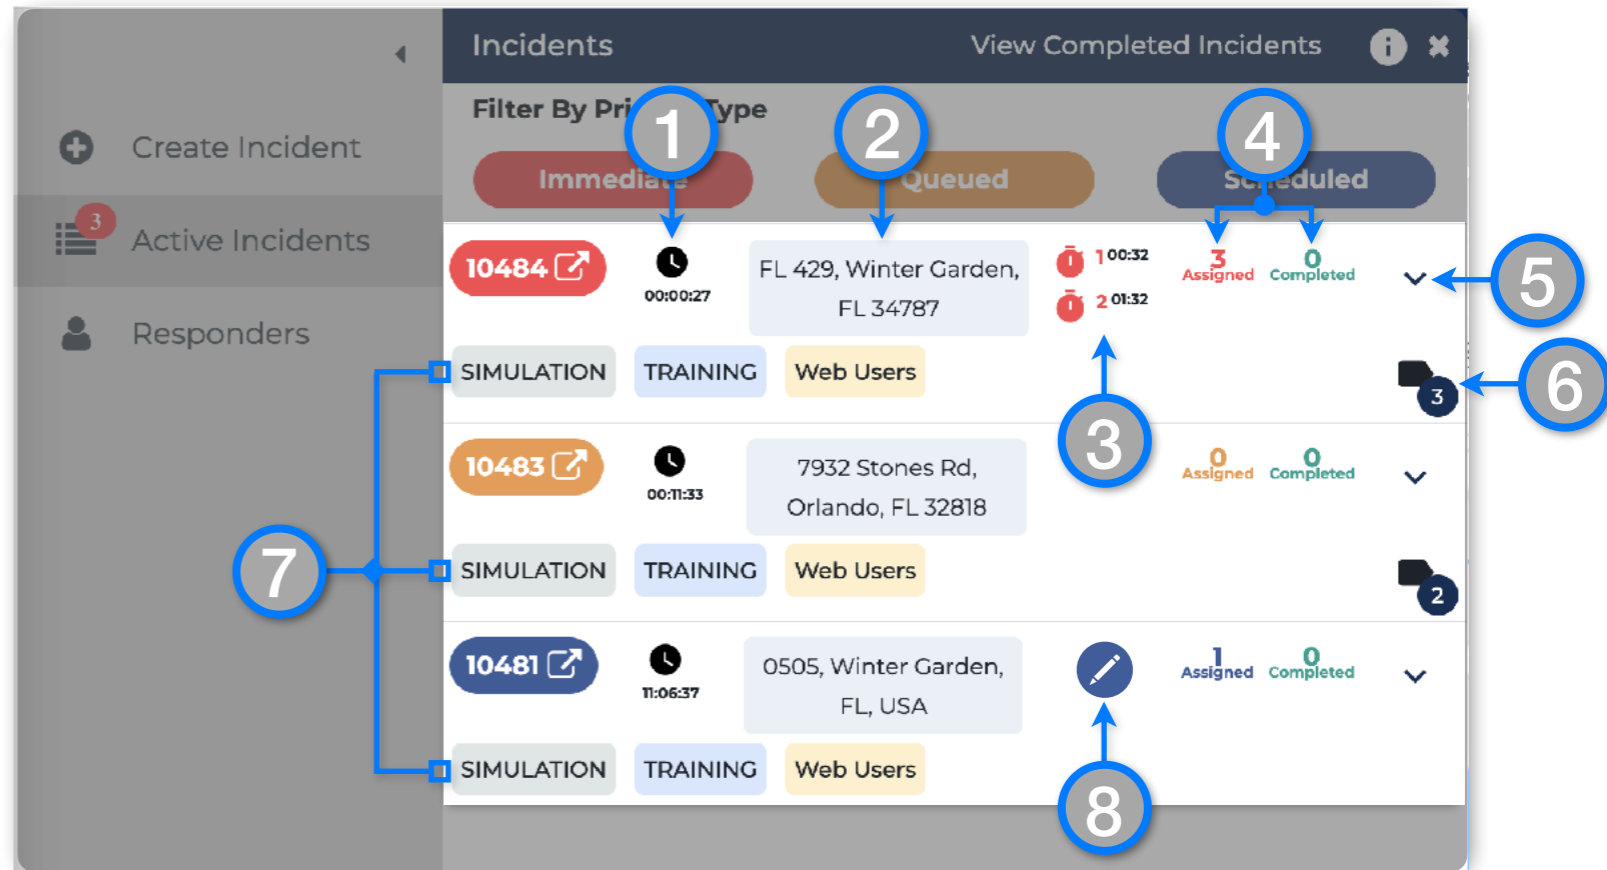 Incidents
View Completed Incidents
Filter By Pri Type
1
2
4
Create Incident
Immediate
Queued
Scheduled
3
Active Incidents
10484
00:00:27
FL 429, Winter Garden,
FL 34787
1 00:32
2 01:32
3
Assigned
0
Completed
5
Responders
SIMULATION
TRAINING
Web Users
3
6
3
10483
00:11:33
7932 Stones Rd,
Orlando, FL 32818
0
Assigned
0
Completed
7
SIMULATION
TRAINING
Web Users
2
10481
11:06:37
0505, Winter Garden,
FL, USA
1
Assigned
0
Completed
SIMULATION
TRAINING
Web Users
8